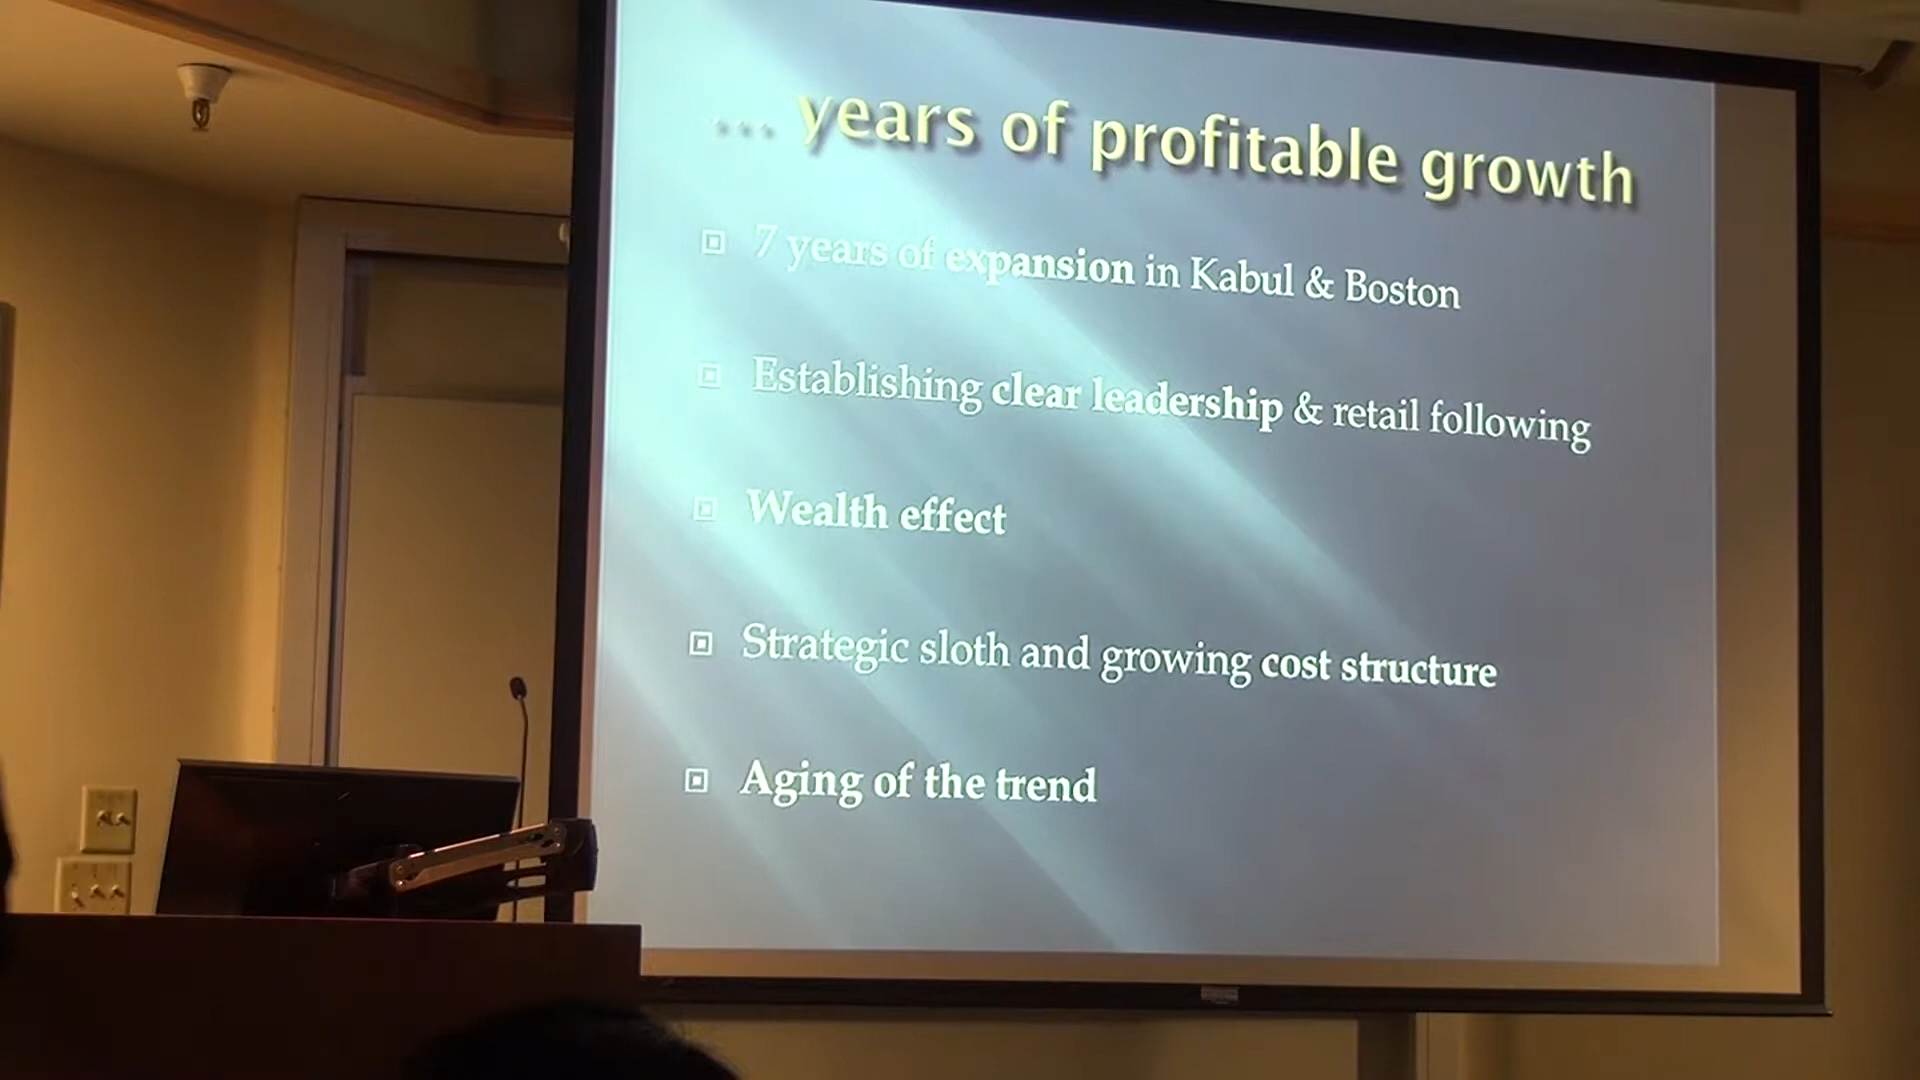 ... years of profitable growth
7 years of expansion in Kabul & Boston
Establishing clear leadership & retail following
Wealth effect
Strategic sloth and growing cost structure
Aging of the trend